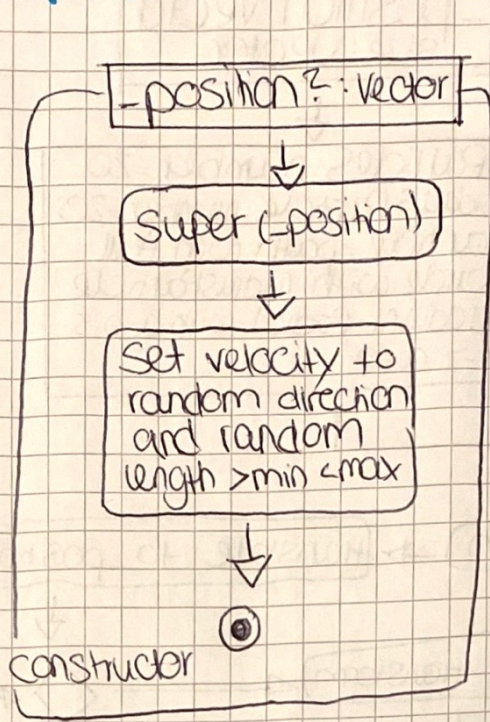 _position? : vector
super (_position)
set velocity to
random direction
and random
length >min <max
constructor